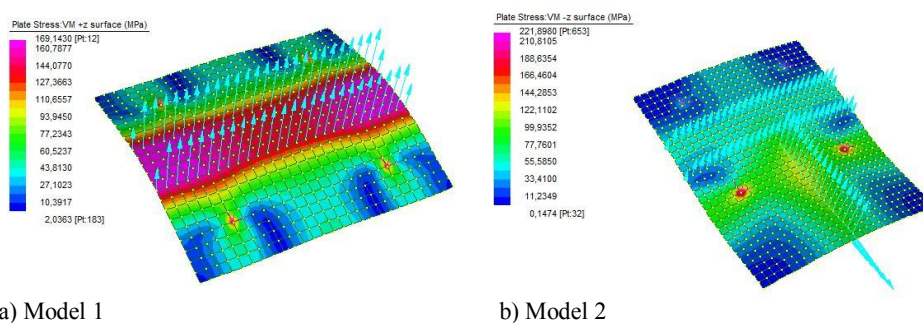 Plate Stress:VM +z surface (MPa)
169,1430 [Pt:12]
160,7877
144,0770
127,3663
110,6557
93,9450
77,2343
60,5237
43,8130
27,1023
10,3917
2,0363 [Pt:183]
Plate Stress:VM -z surface (MPa)
221,8980 [Pt:653]
210,8105
188,6354
166,4604
144,2853
122,1102
99,9352
77,7601
55,5850
33,4100
11,2349
0,1474 [Pt:32]
a) Model 1
b) Model 2